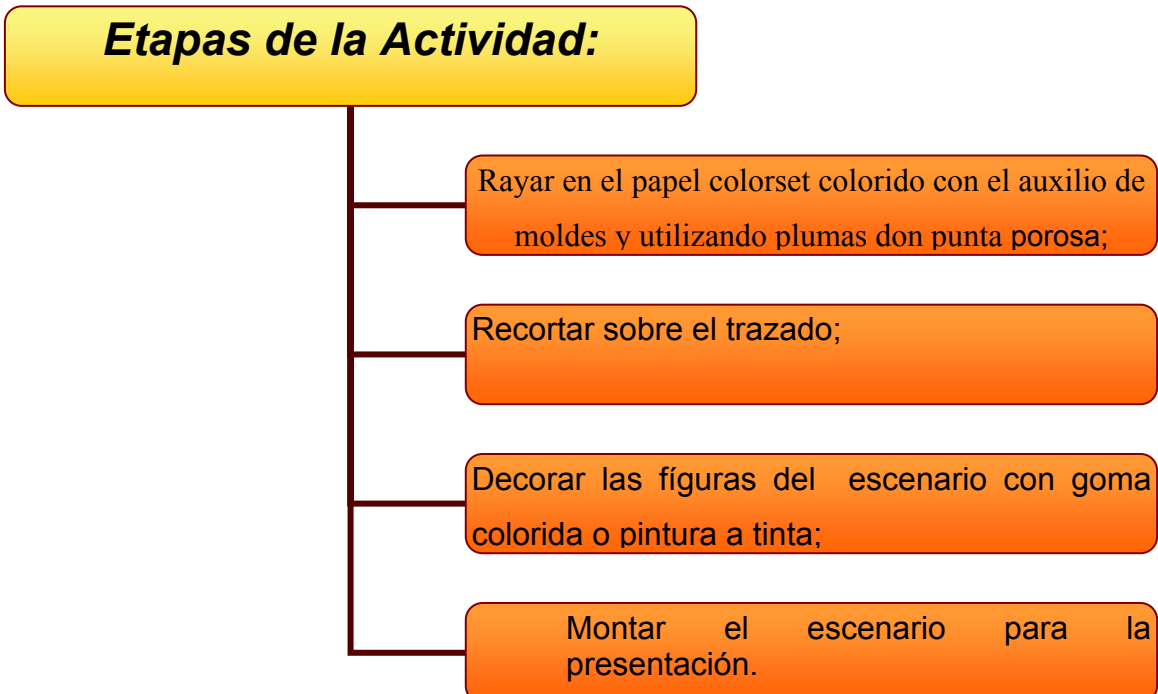 Etapas de la Actividad:
Rayar en el papel colorset colorido con el auxilio de
moldes y utilizando plumas don punta porosa;
Recortar sobre el trazado;
Decorar las fíguras del escenario con goma
colorida o pintura a tinta;
Montar el escenario para la
presentación.